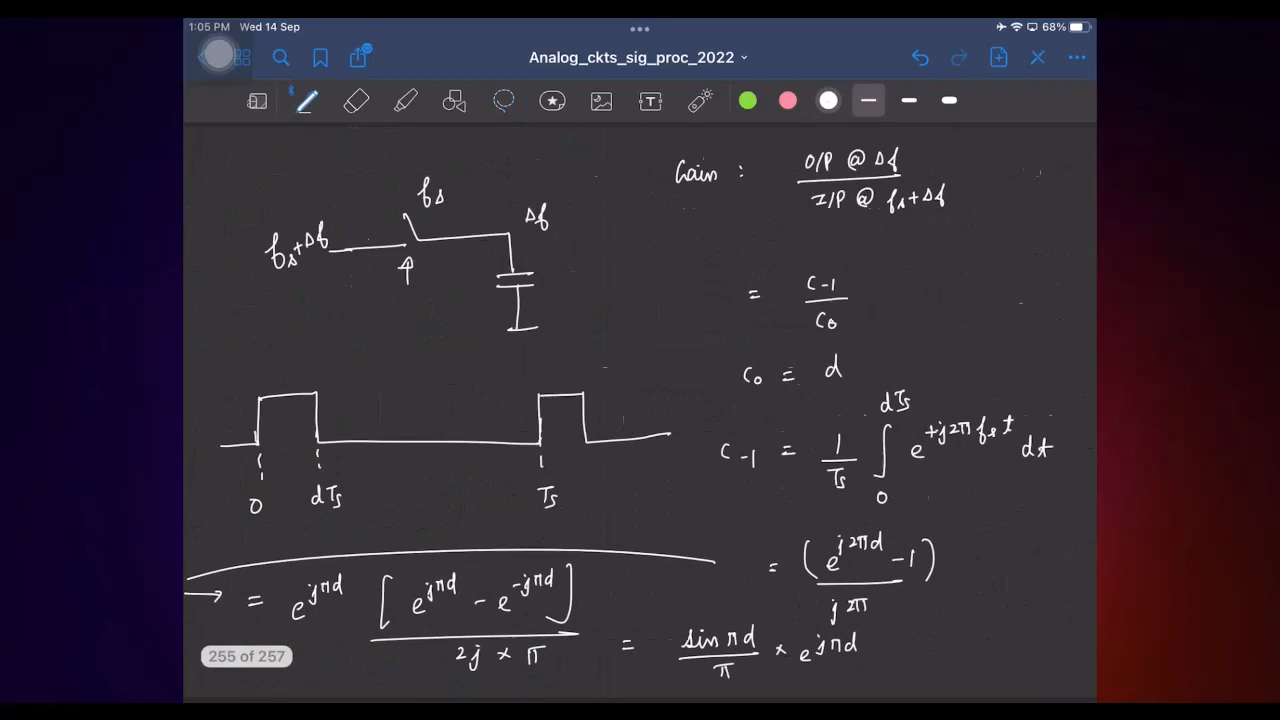 1:05 PM Wed 14 Sep
68%
Analog_ckts_sig_proc_2022
fs
Δf
fs+Δf
Gain : O/P @ Δf
I/P @ fs+Δf
= C-1
C0
C0 = d
C-1 = 1/Ts ∫ 0 dTs e^{+j2πfst} dt
0 dTs Ts
= (e^{j2πd} - 1)
j2π
→ = e^{jπd} [e^{jπd} - e^{-jπd}]
2j × π
= sin πd / π × e^{jπd}
255 of 257